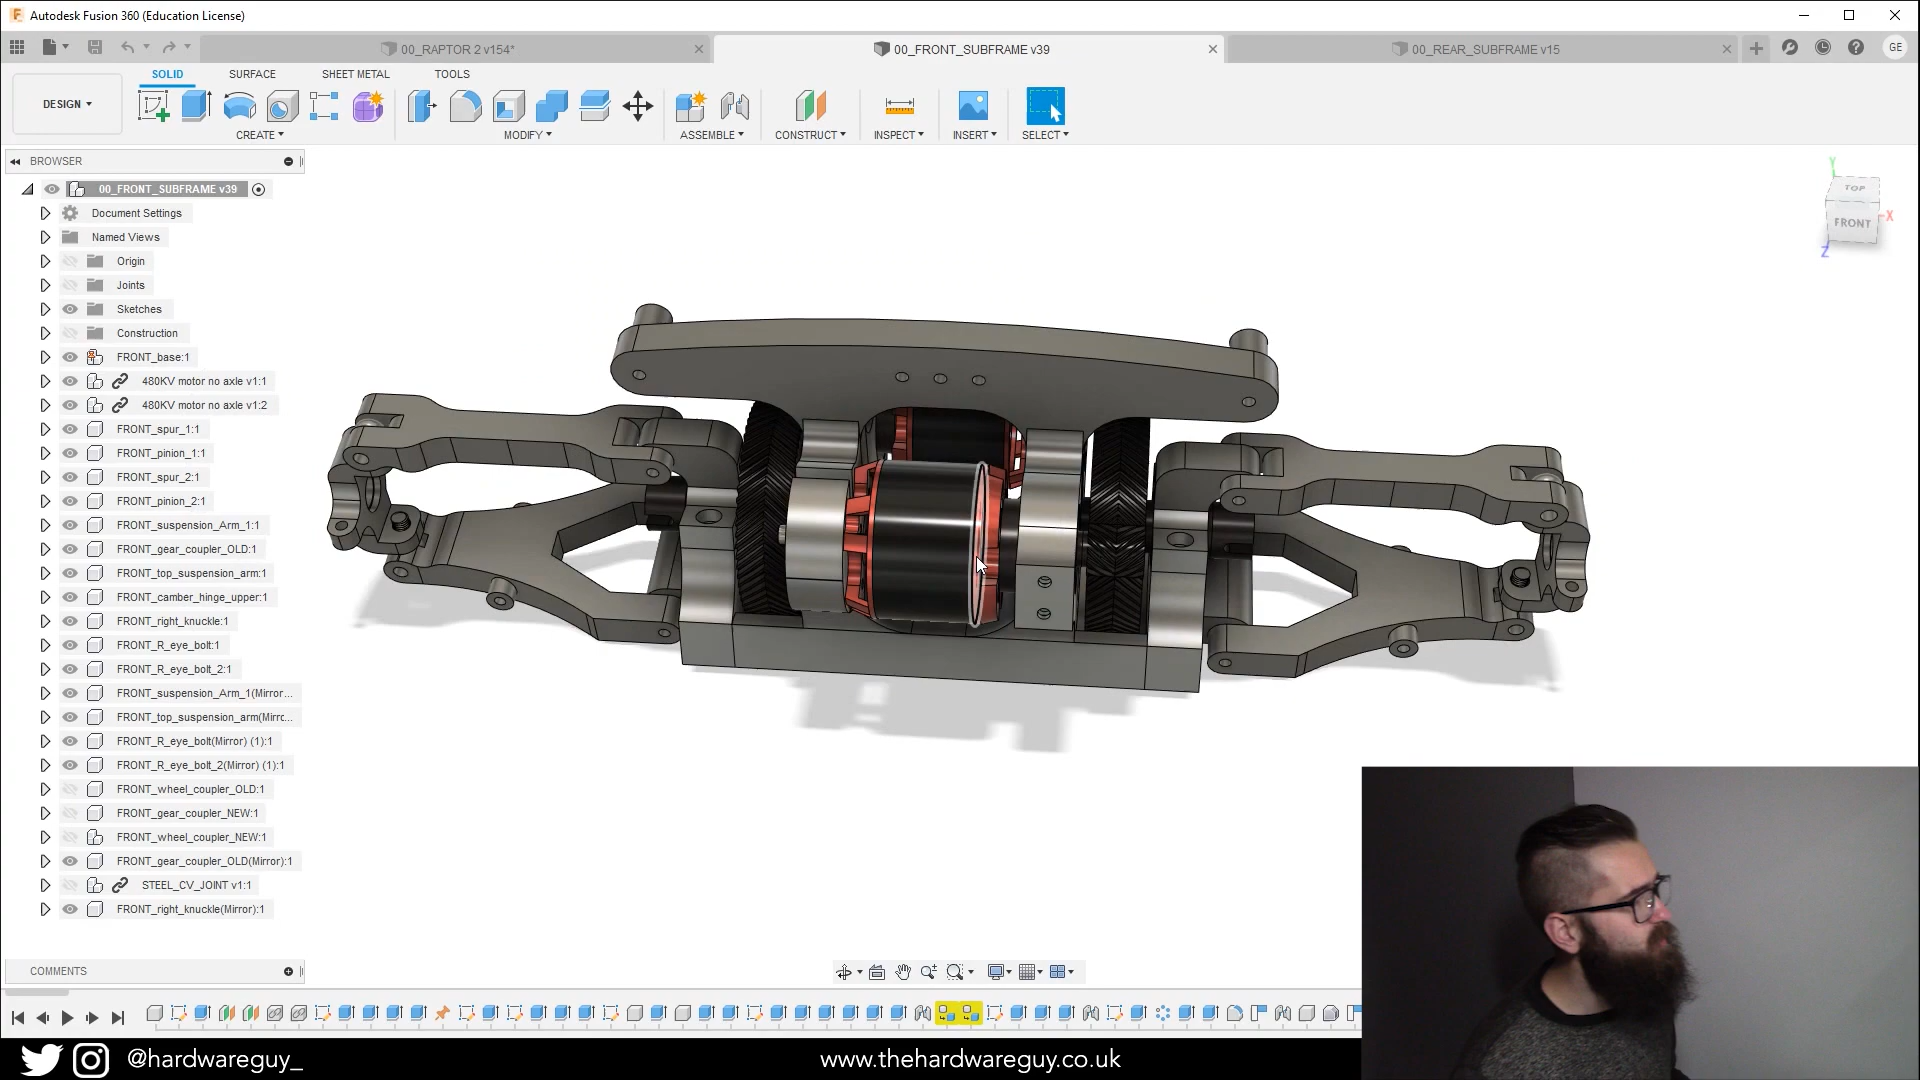 Autodesk Fusion 360 (Education License)
00_RAPTOR 2 v154*
00_FRONT_SUBFRAME v39
00_REAR_SUBFRAME v15
GE
DESIGN
SOLID
SURFACE
SHEET METAL
TOOLS
CREATE
MODIFY
ASSEMBLE
CONSTRUCT
INSPECT
INSERT
SELECT
BROWSER
00_FRONT_SUBFRAME v39
Document Settings
Named Views
Origin
Joints
Sketches
Construction
FRONT_base:1
480KV motor no axle v1:1
480KV motor no axle v1:2
FRONT_spur_1:1
FRONT_pinion_1:1
FRONT_spur_2:1
FRONT_pinion_2:1
FRONT_suspension_Arm_1:1
FRONT_gear_coupler_OLD:1
FRONT_top_suspension_arm:1
FRONT_camber_hinge_upper:1
FRONT_right_knuckle:1
FRONT_R_eye_bolt:1
FRONT_R_eye_bolt_2:1
FRONT_suspension_Arm_1(Mirror...
FRONT_top_suspension_arm(Mirrc...
FRONT_R_eye_bolt(Mirror) (1):1
FRONT_R_eye_bolt_2(Mirror) (1):1
FRONT_wheel_coupler_OLD:1
FRONT_gear_coupler_NEW:1
FRONT_wheel_coupler_NEW:1
FRONT_gear_coupler_OLD(Mirror):1
STEEL_CV_JOINT v1:1
FRONT_right_knuckle(Mirror):1
COMMENTS
Y
TOP
FRONT
X
Z
@hardwareguy_
www.thehardwareguy.co.uk